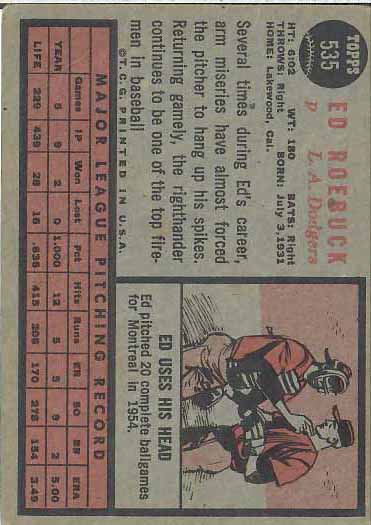 TOPPS
535
ED ROEBUCK
P L. A. Dodgers
HT: 6:02 WT: 180 BATS: Right
THROWS: Right BORN: July 3, 1931
HOME: Lakewood, Cal.
Several times during Ed's career,
arm miseries have almost forced
the pitcher to hang up his spikes.
Returning gamely, the righthander
continues to be one of the top fire-
men in baseball
© T. C. G. PRINTED IN U. S. A.
ED USES HIS HEAD
Ed pitched 20 complete ballgames
for Montreal in 1954.
MAJOR LEAGUE PITCHING RECORD
Games IP Won Lost Pct Hits Runs ER SO BB ERA
YEAR 5 9 2 0 1.000 12 5 5 9 2 5.00
LIFE 229 439 28 16 .636 415 206 170 278 154 3.49